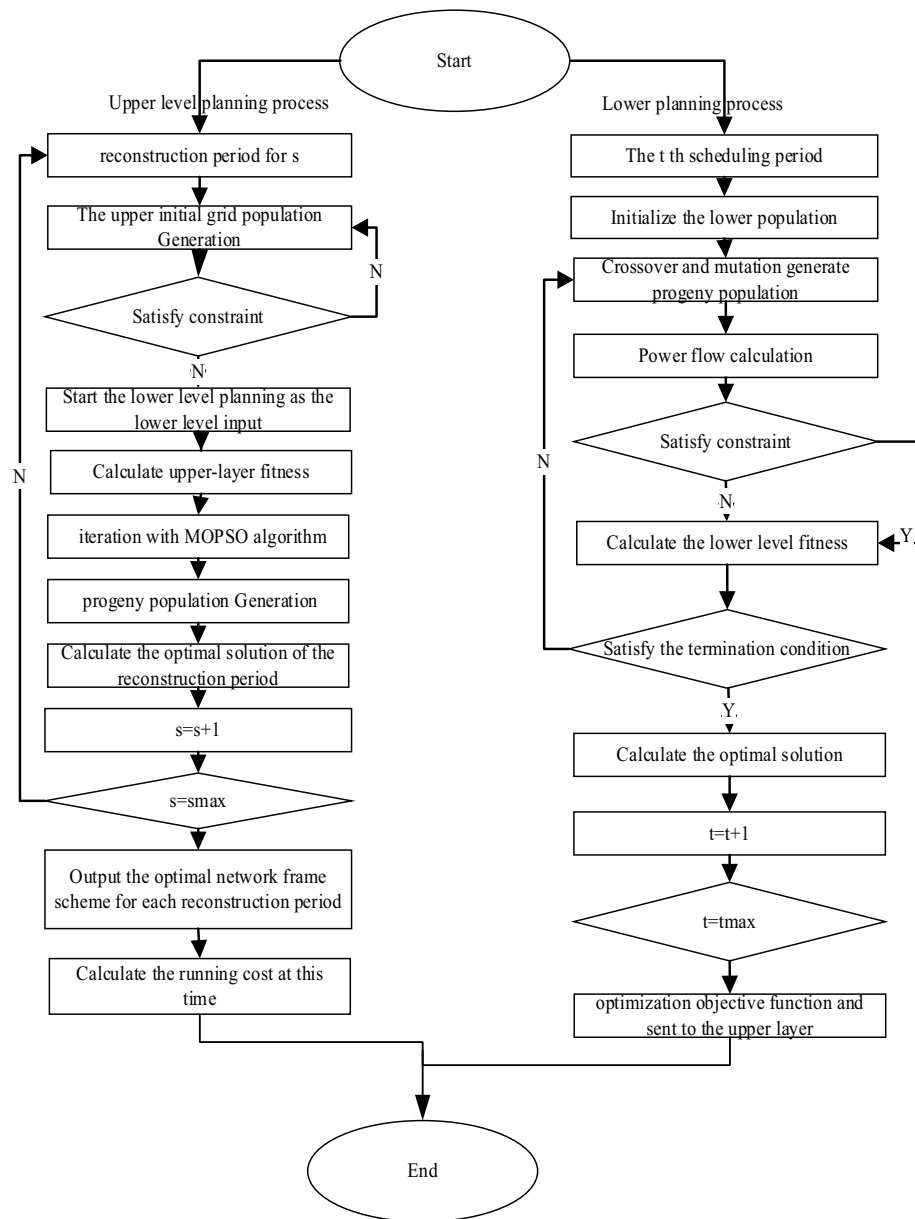 Start
Upper level planning process
reconstruction period for s
The upper initial grid population
Generation
N
Satisfy constraint
N
Start the lower level planning as the
lower level input
N
Calculate upper-layer fitness
iteration with MOPSO algorithm
progeny population Generation
Calculate the optimal solution of the
reconstruction period
s=s+1
s=smax
Output the optimal network frame
scheme for each reconstruction period
Calculate the running cost at this
time
Lower planning process
The t th scheduling period
Initialize the lower population
Crossover and mutation generate
progeny population
Power flow calculation
Satisfy constraint
N
N
Calculate the lower level fitness
Y
Satisfy the termination condition
Y
Calculate the optimal solution
t=t+1
t=tmax
optimization objective function and
sent to the upper layer
End